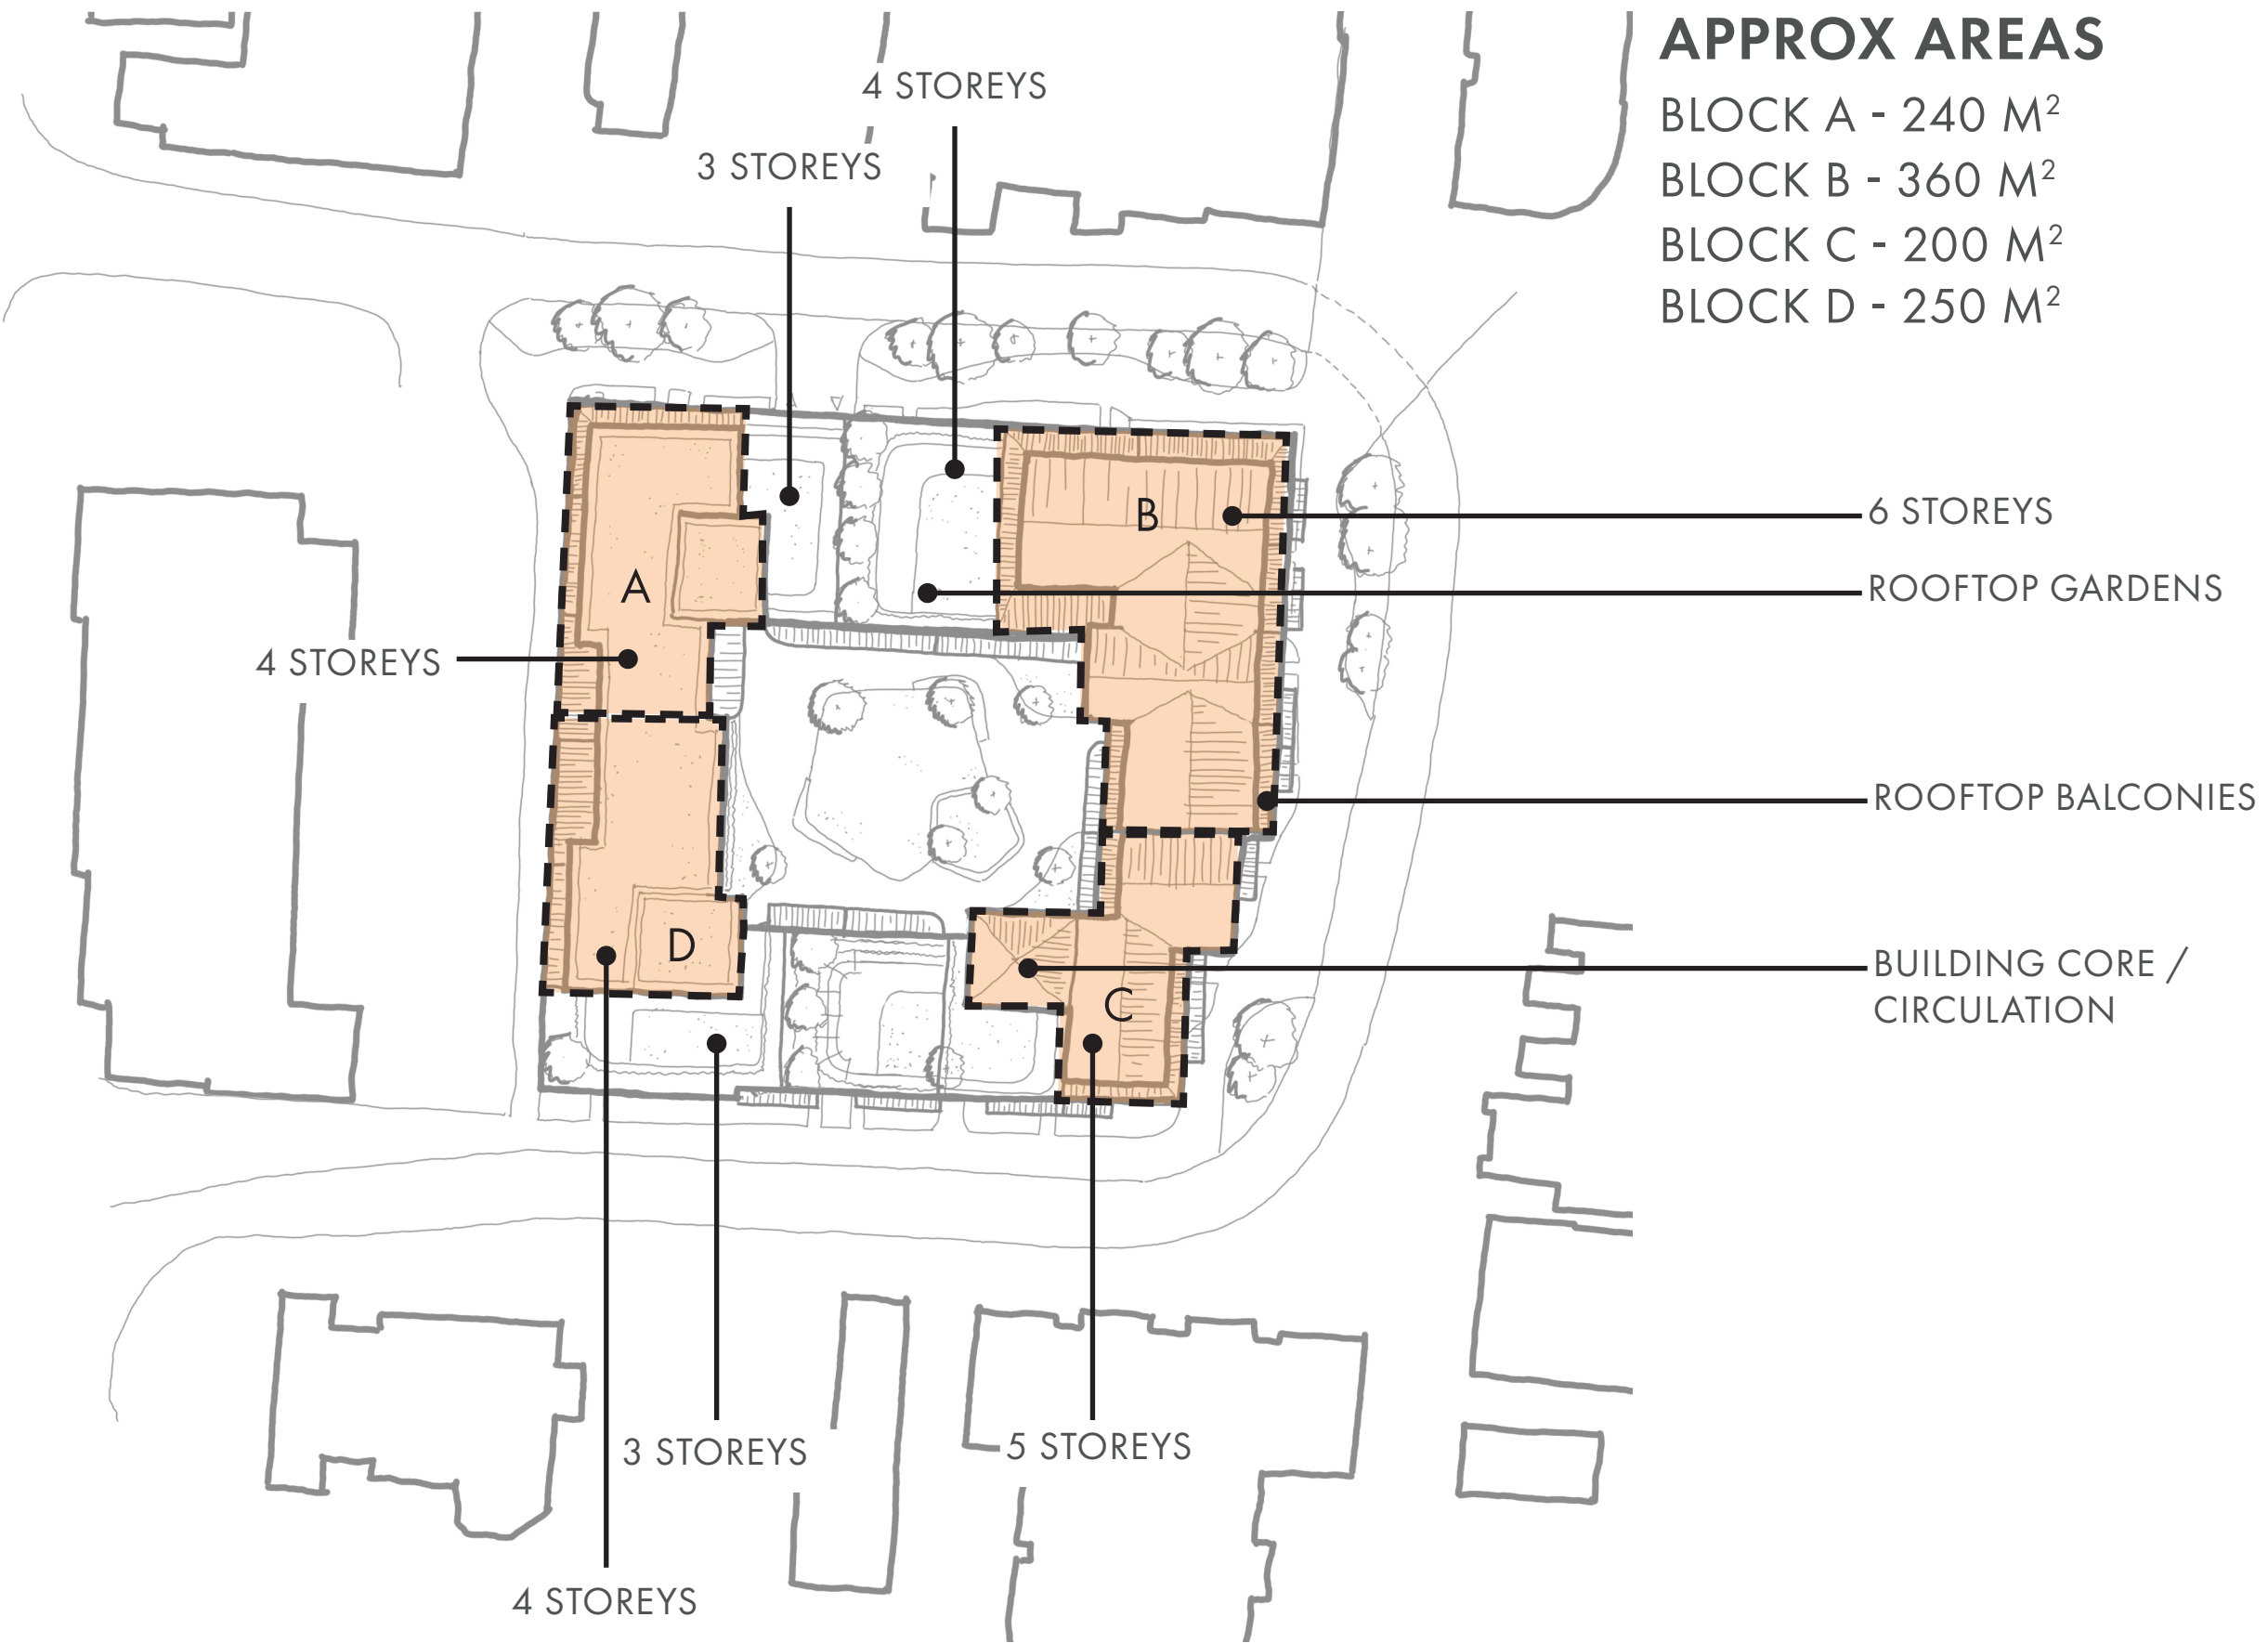 APPROX AREAS
BLOCK A - 240 M²
BLOCK B - 360 M²
BLOCK C - 200 M²
BLOCK D - 250 M²
4 STOREYS
3 STOREYS
B
6 STOREYS
A
ROOFTOP GARDENS
4 STOREYS
ROOFTOP BALCONIES
D
BUILDING CORE /
CIRCULATION
C
3 STOREYS
5 STOREYS
4 STOREYS